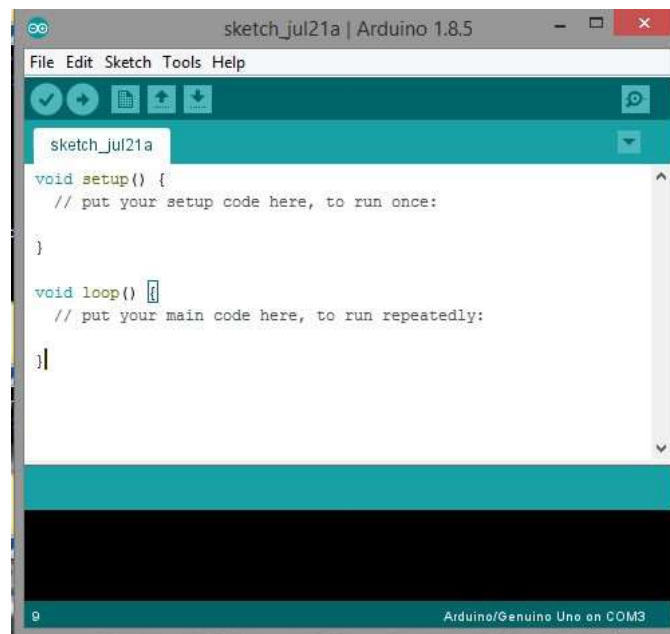 sketch_jul21a | Arduino 1.8.5
File Edit Sketch Tools Help
sketch_jul21a
void setup() {
  // put your setup code here, to run once:
}
void loop() {
  // put your main code here, to run repeatedly:
}
9
Arduino/Genuino Uno on COM3